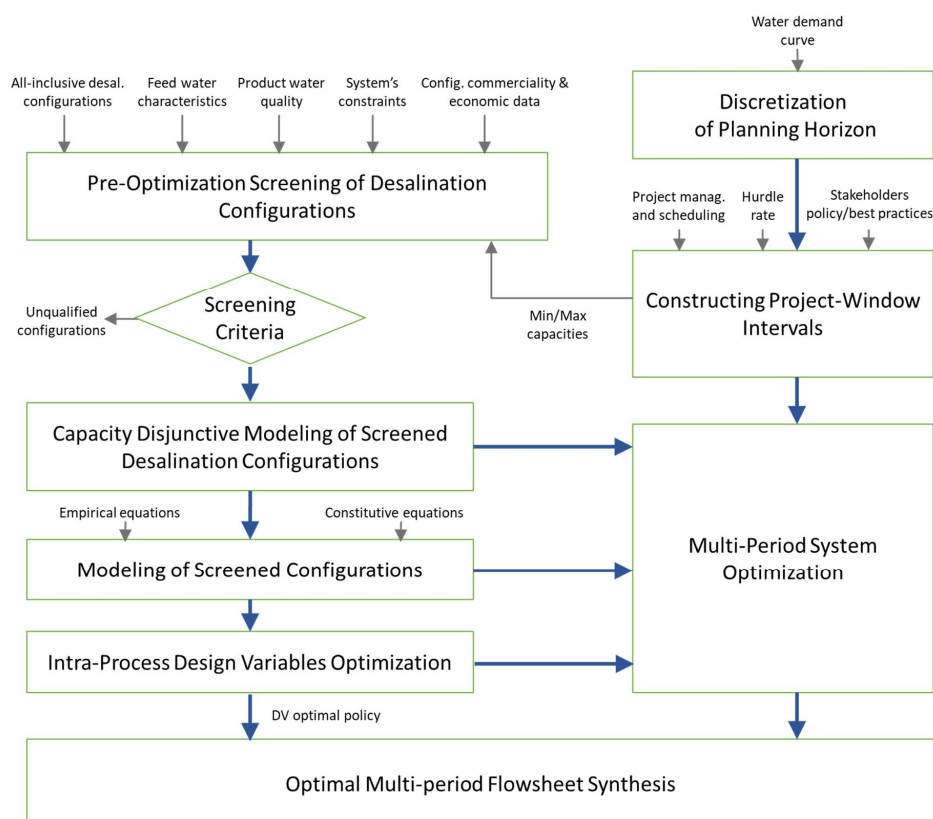 Water demand
curve
All-inclusive desal.
configurations
Feed water
characteristics
Product water
quality
System's
constraints
Config. commerciality &
economic data
Discretization
of Planning Horizon
Pre-Optimization Screening of Desalination
Configurations
Project manag.
and scheduling
Hurdle
rate
Stakeholders
policy/best practices
Unqualified
configurations
Screening
Criteria
Min/Max
capacities
Constructing Project-Window
Intervals
Capacity Disjunctive Modeling of Screened
Desalination Configurations
Empirical equations
Constitutive equations
Modeling of Screened Configurations
Multi-Period System
Optimization
Intra-Process Design Variables Optimization
DV optimal policy
Optimal Multi-period Flowsheet Synthesis